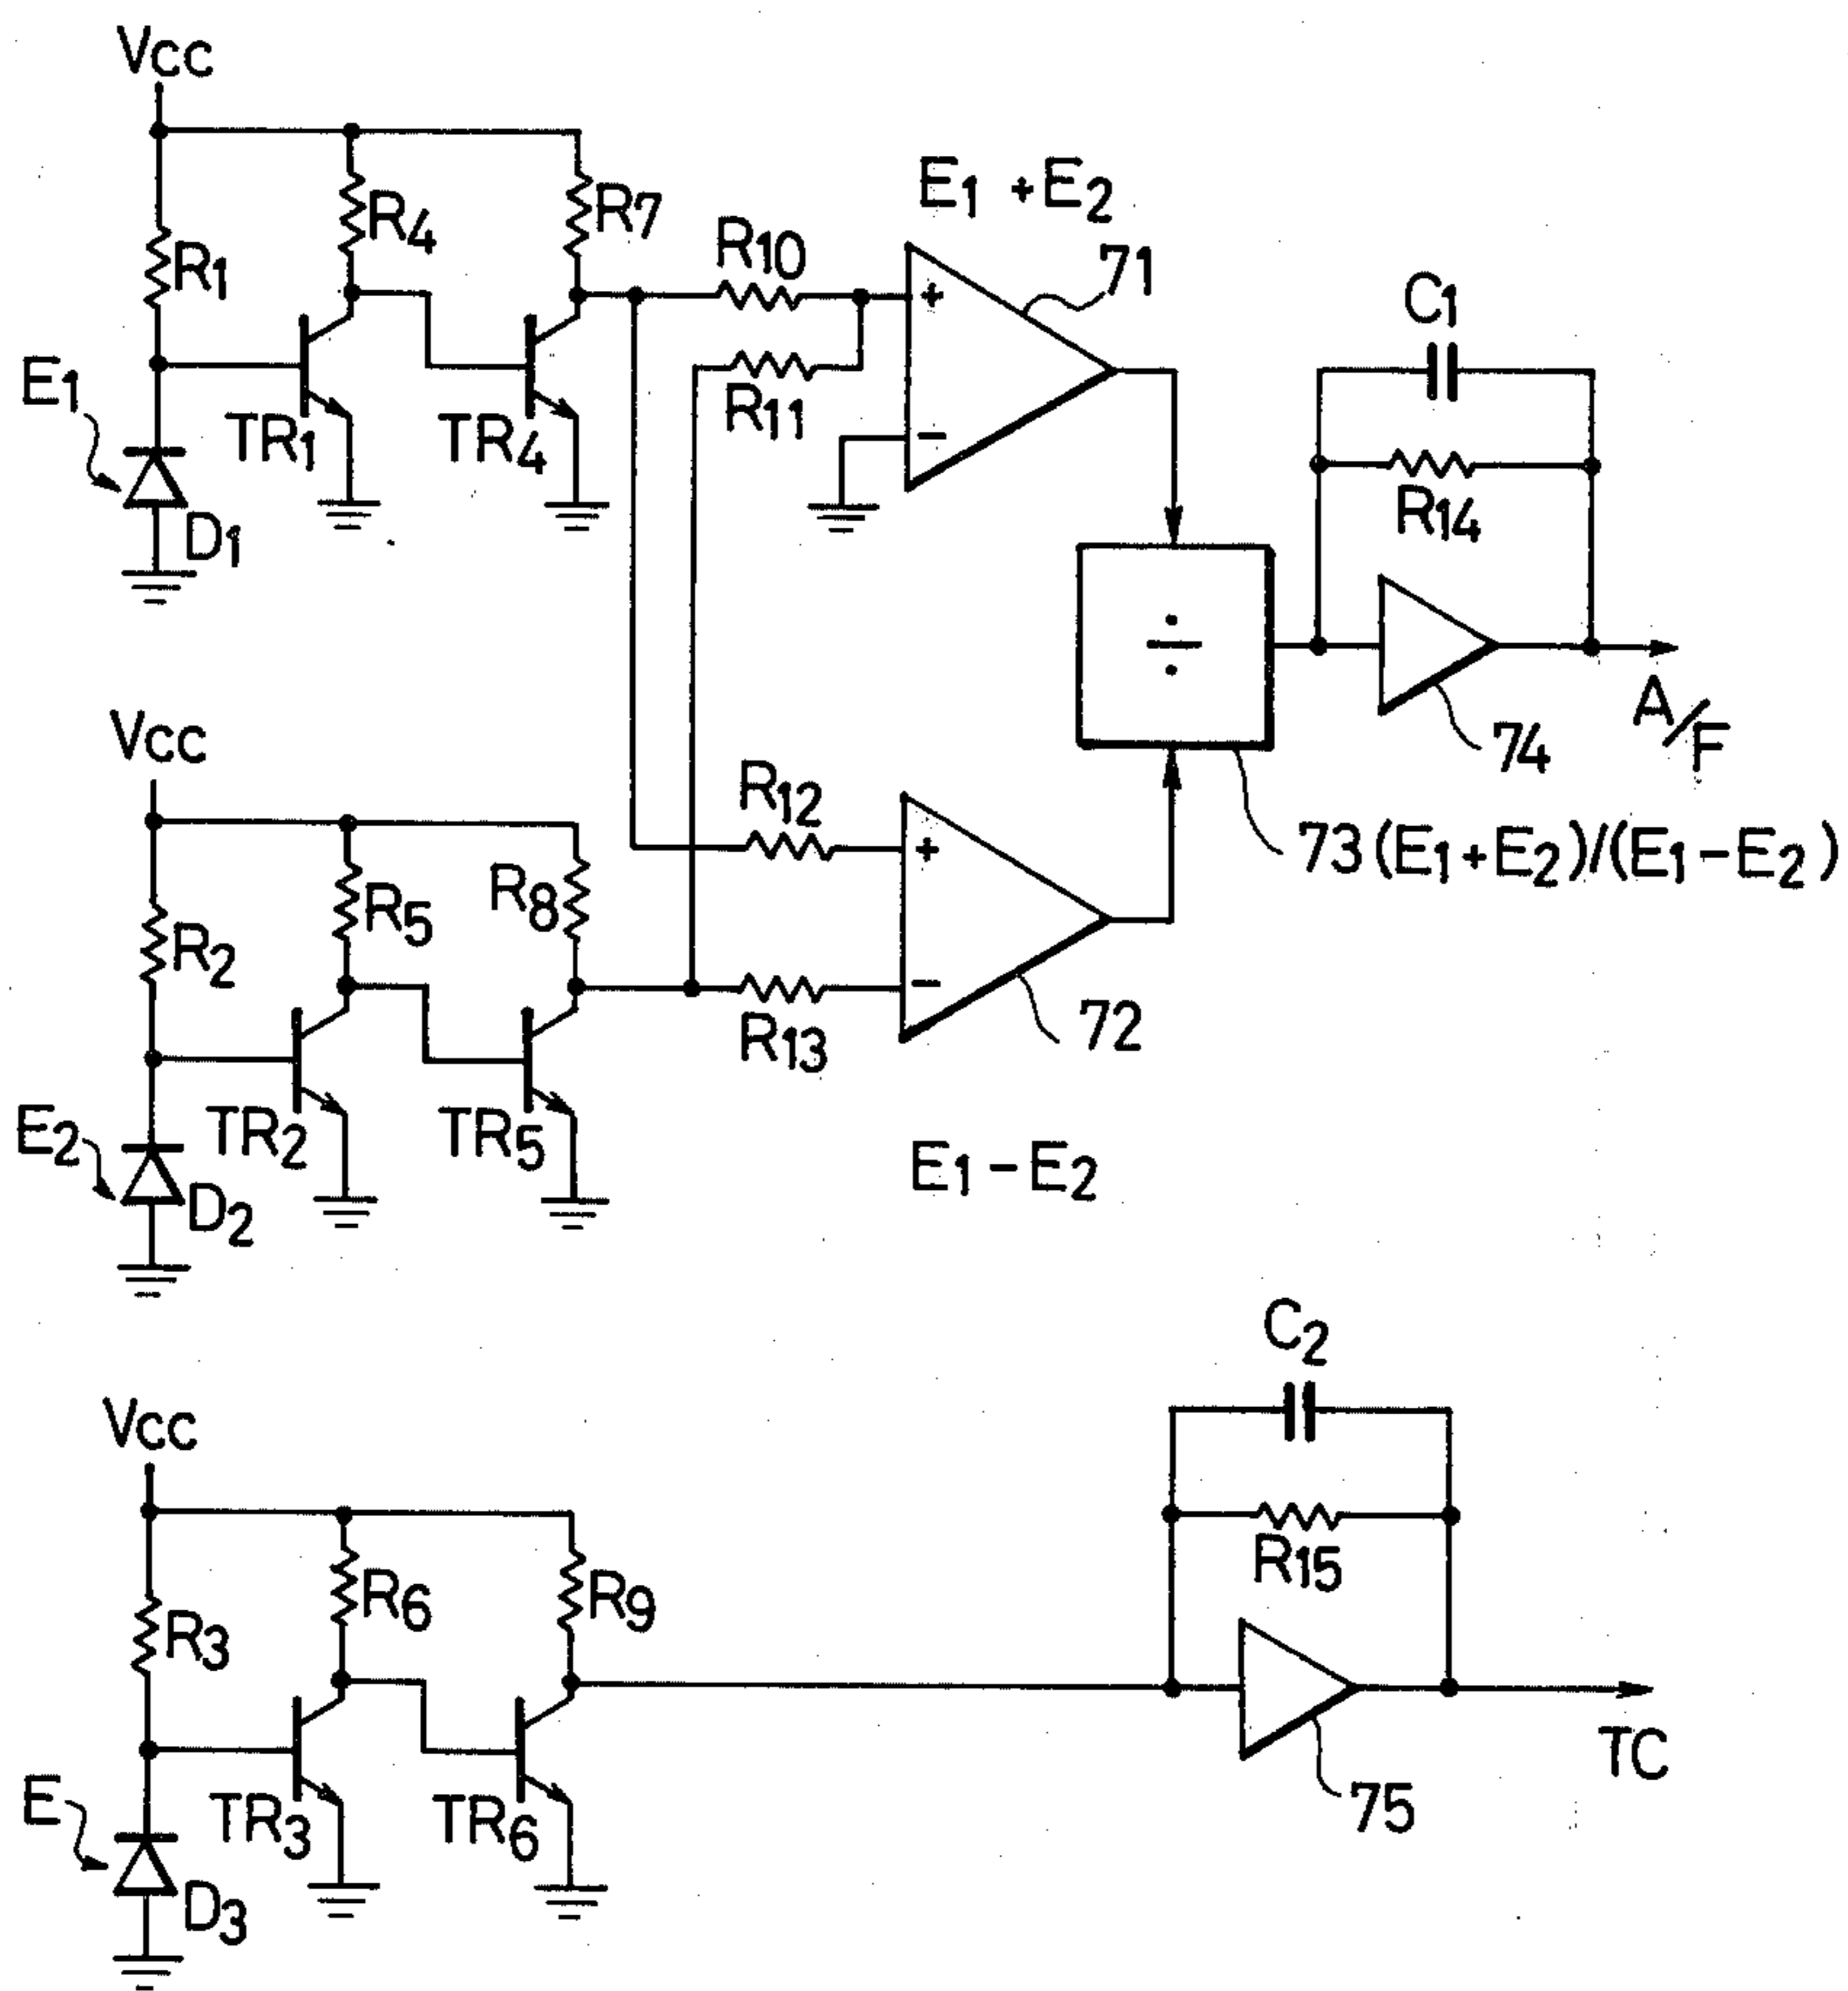 Vcc
R1
R4
R7
E1
TR1
TR4
D1
R10
R11
E1 + E2
71
+
−
C1
R14
÷
74
A/F
73 (E1+E2)/(E1−E2)
Vcc
R2
R5
R8
E2
TR2
TR5
D2
R12
R13
+
−
72
E1 − E2
Vcc
R3
R6
R9
E
TR3
TR6
D3
C2
R15
75
TC